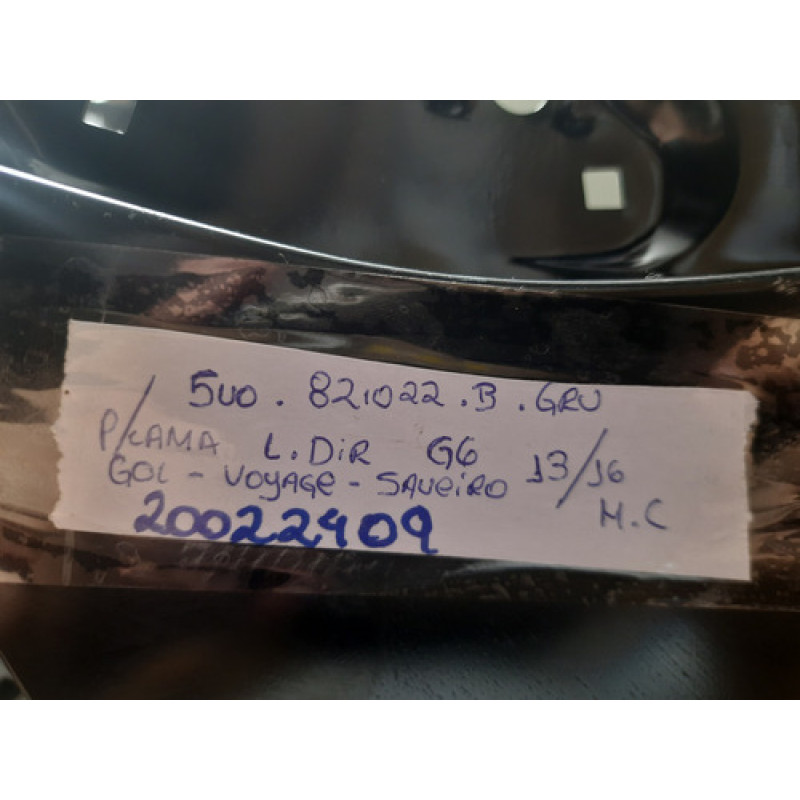 5U0.821022.B.GRU
P/LAMA L.DIR G6 13/16
GOL - VOYAGE - SAVEIRO
M.C
20022409